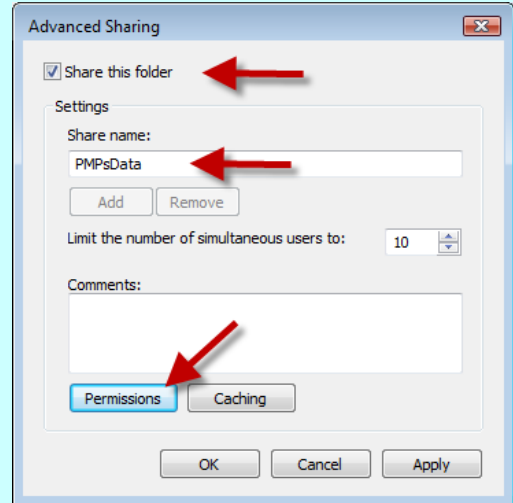 Advanced Sharing
Share this folder
Settings
Share name:
PMPsData
Add Remove
Limit the number of simultaneous users to: 10
Comments:
Permissions Caching
OK Cancel Apply